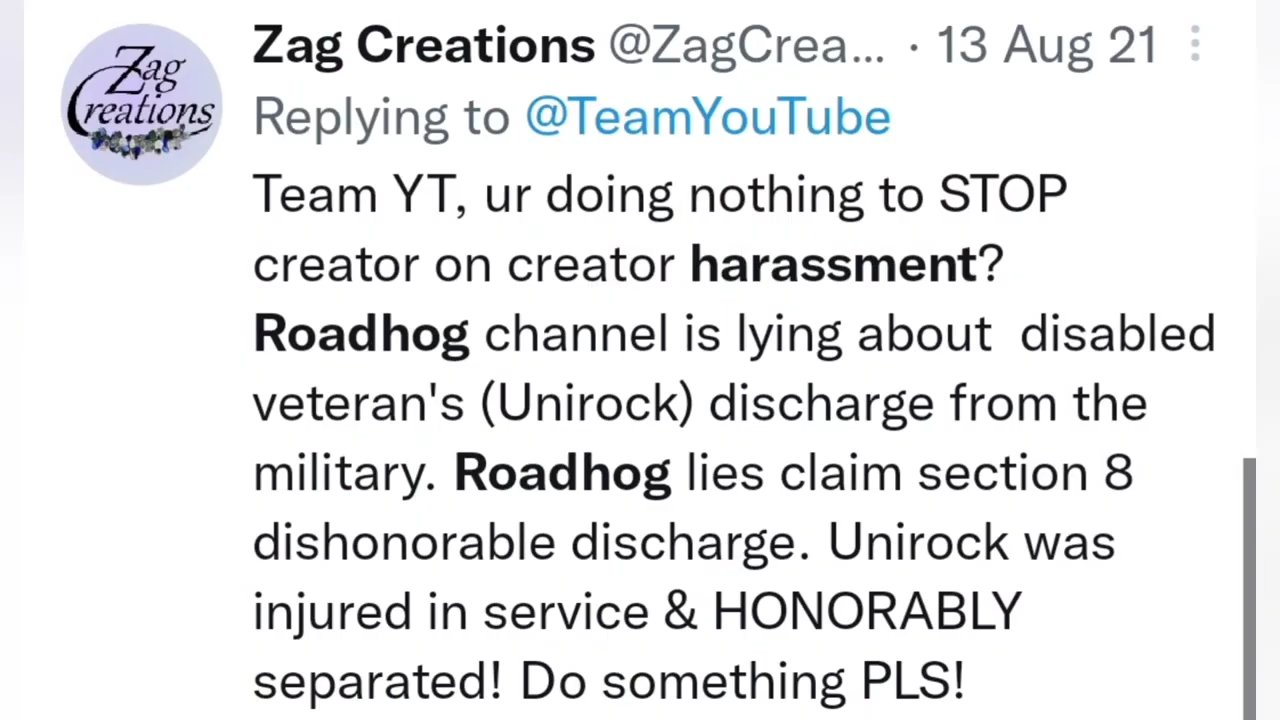 Zag
Creations
Zag Creations @ZagCrea... · 13 Aug 21
Replying to @TeamYouTube
Team YT, ur doing nothing to STOP
creator on creator harassment?
Roadhog channel is lying about  disabled
veteran's (Unirock) discharge from the
military. Roadhog lies claim section 8
dishonorable discharge. Unirock was
injured in service & HONORABLY
separated! Do something PLS!